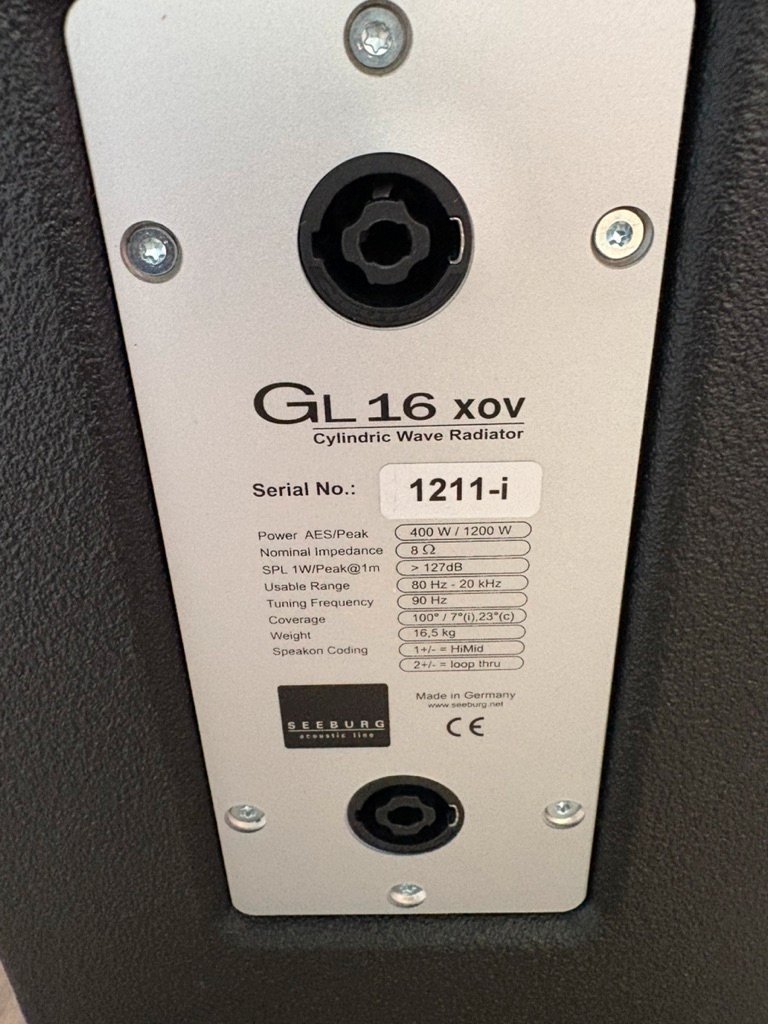 GL 16 xov
Cylindric Wave Radiator
Serial No.: 1211-i
Power AES/Peak 400 W / 1200 W
Nominal Impedance 8 Ω
SPL 1W/Peak@1m > 127dB
Usable Range 80 Hz - 20 kHz
Tuning Frequency 90 Hz
Coverage 100° / 7°(i),23°(c)
Weight 16,5 kg
Speakon Coding 1+/- = HiMid
2+/- = loop thru
SEEBURG
acoustic line
Made in Germany
www.seeburg.net
CE